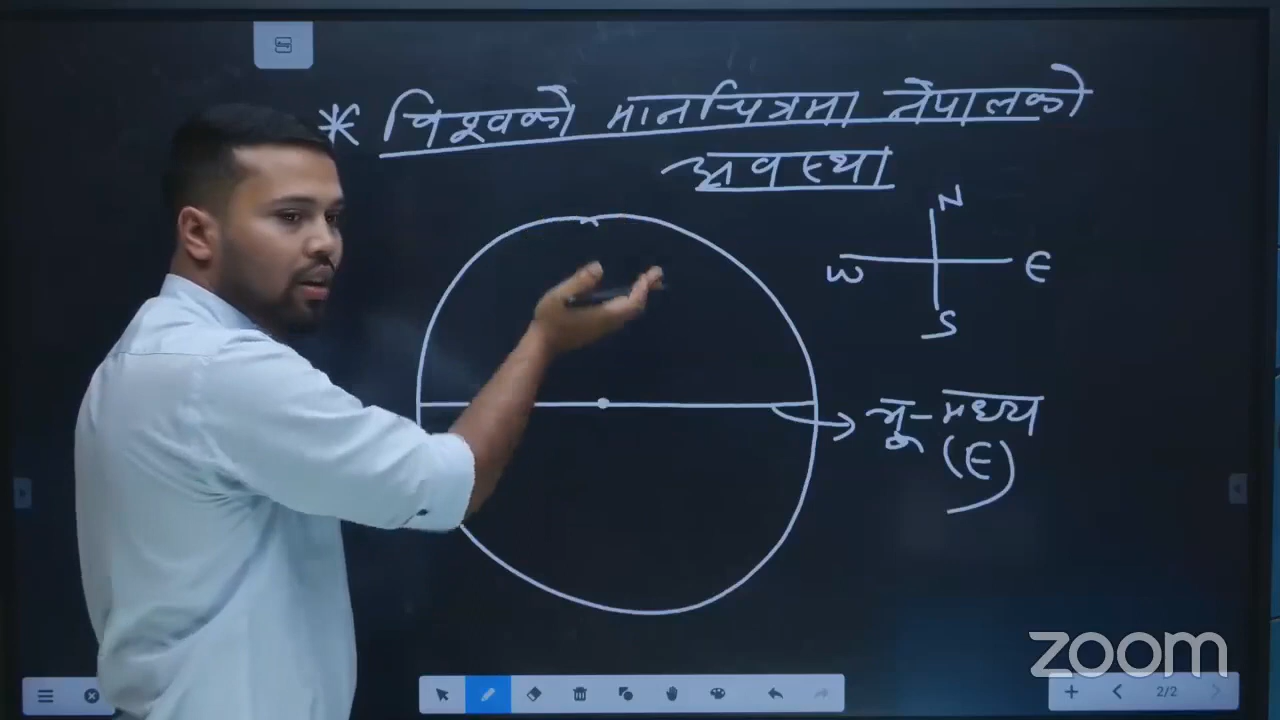 * विश्वको मानचित्रमा नेपालको
अवस्था
N
W
E
S
भू-मध्य
(E)
zoom
2/2